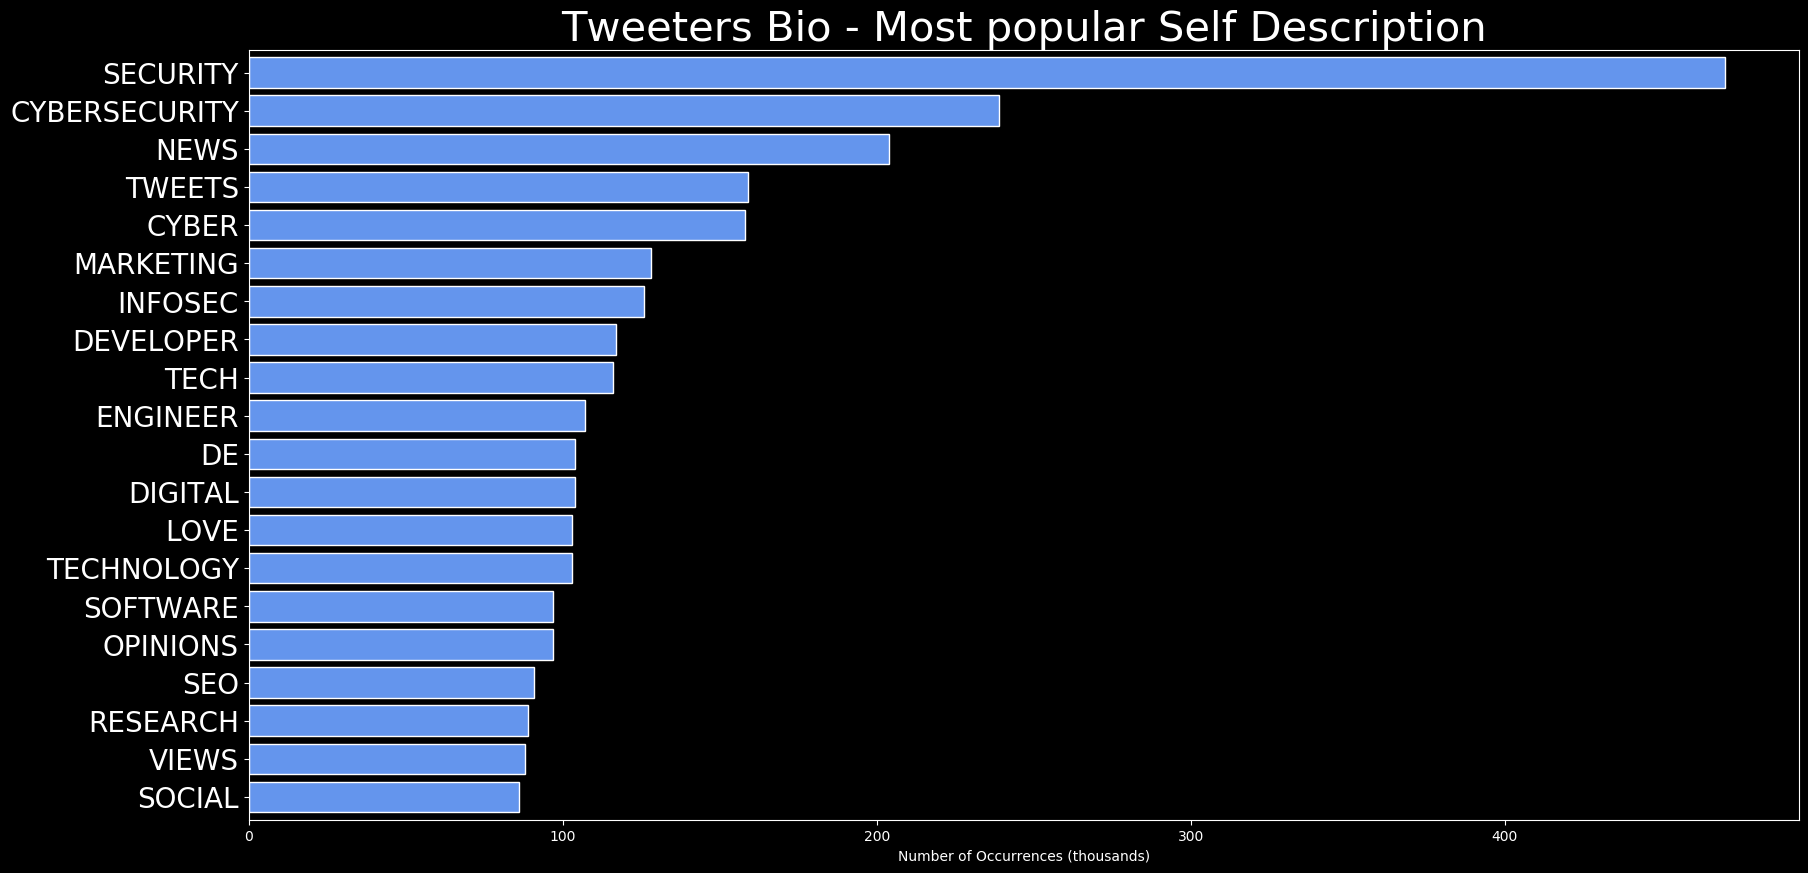 Tweeters Bio - Most popular Self Description
SECURITY
CYBERSECURITY
NEWS
TWEETS
CYBER
MARKETING
INFOSEC
DEVELOPER
TECH
ENGINEER
DE
DIGITAL
LOVE
TECHNOLOGY
SOFTWARE
OPINIONS
SEO
RESEARCH
VIEWS
SOCIAL
0 100 200 300 400
Number of Occurrences (thousands)